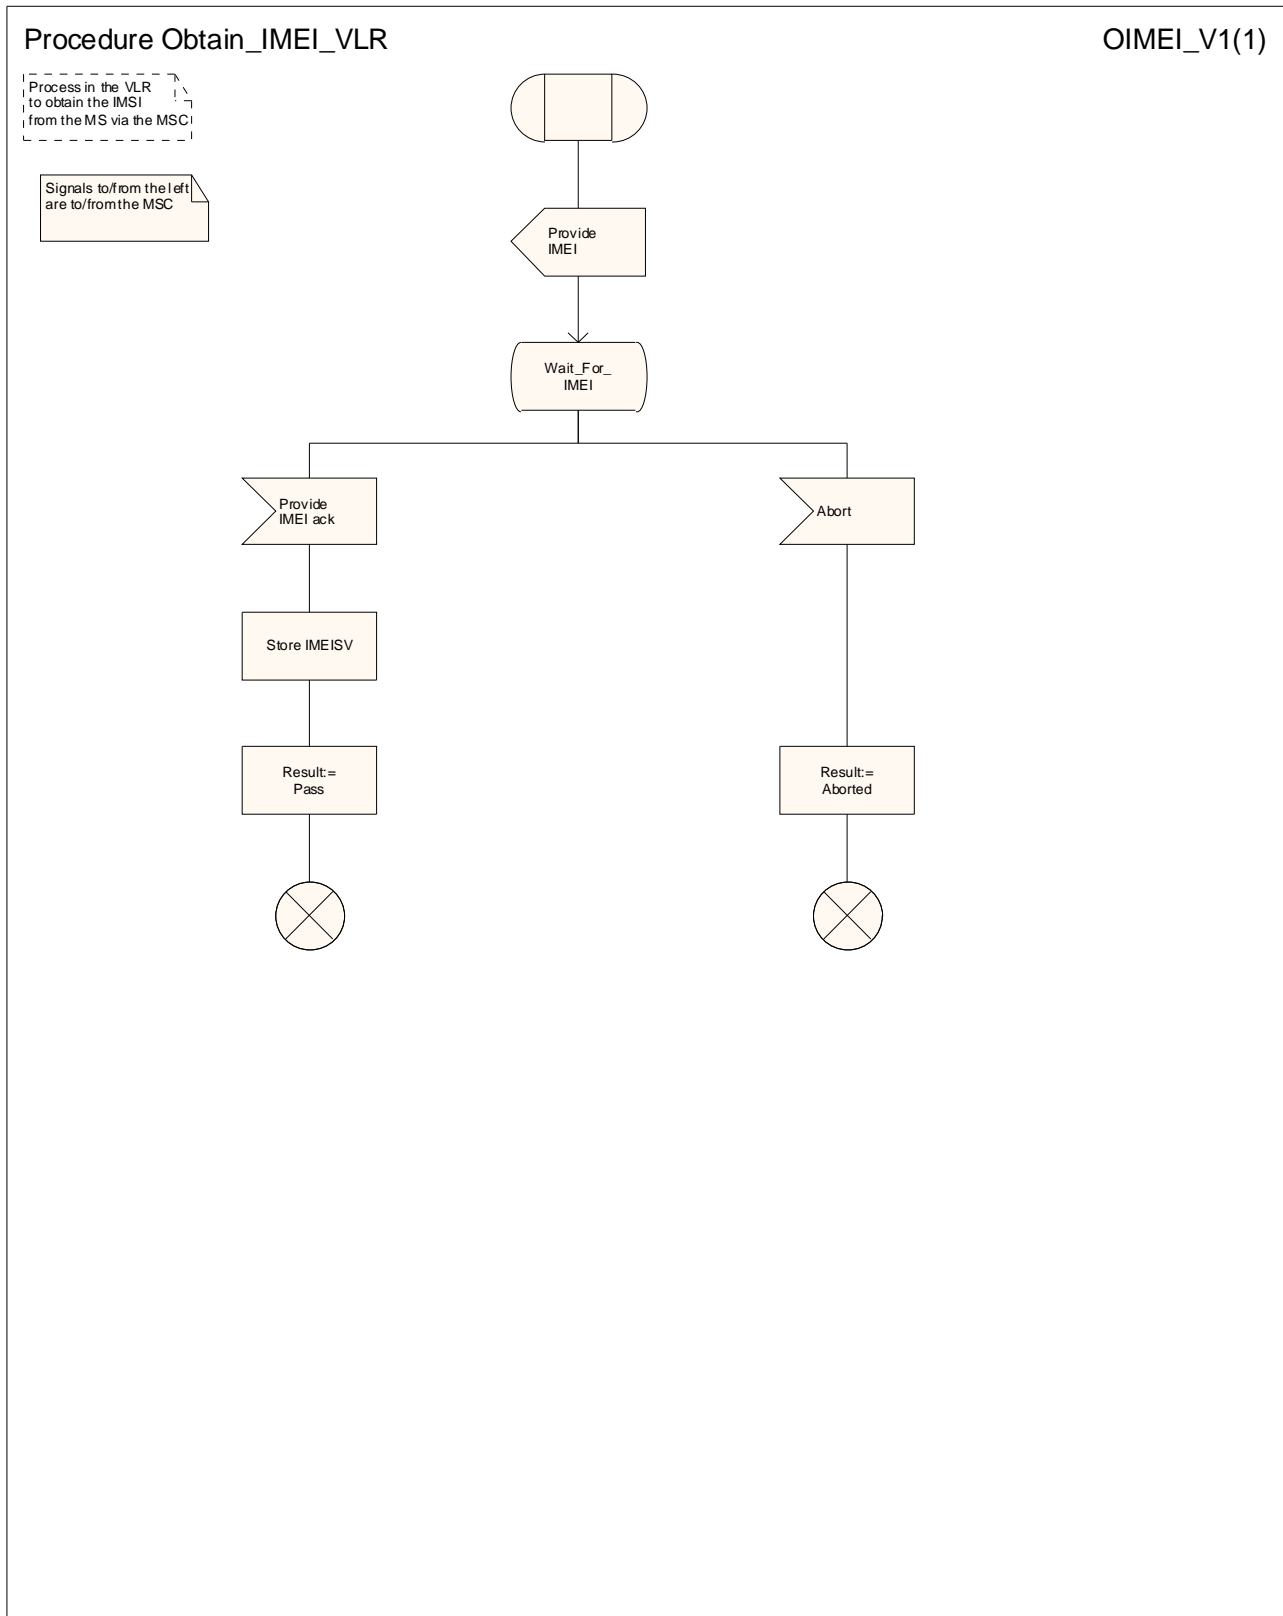 Procedure Obtain_IMEI_VLR
OIMEI_V1(1)
Process in the VLR
to obtain the IMSI
from the MS via the MSC
Signals to/from the left
are to/from the MSC
Provide
IMEI
Wait_For_
IMEI
Provide
IMEI ack
Abort
Store IMEISV
Result:=
Pass
Result:=
Aborted